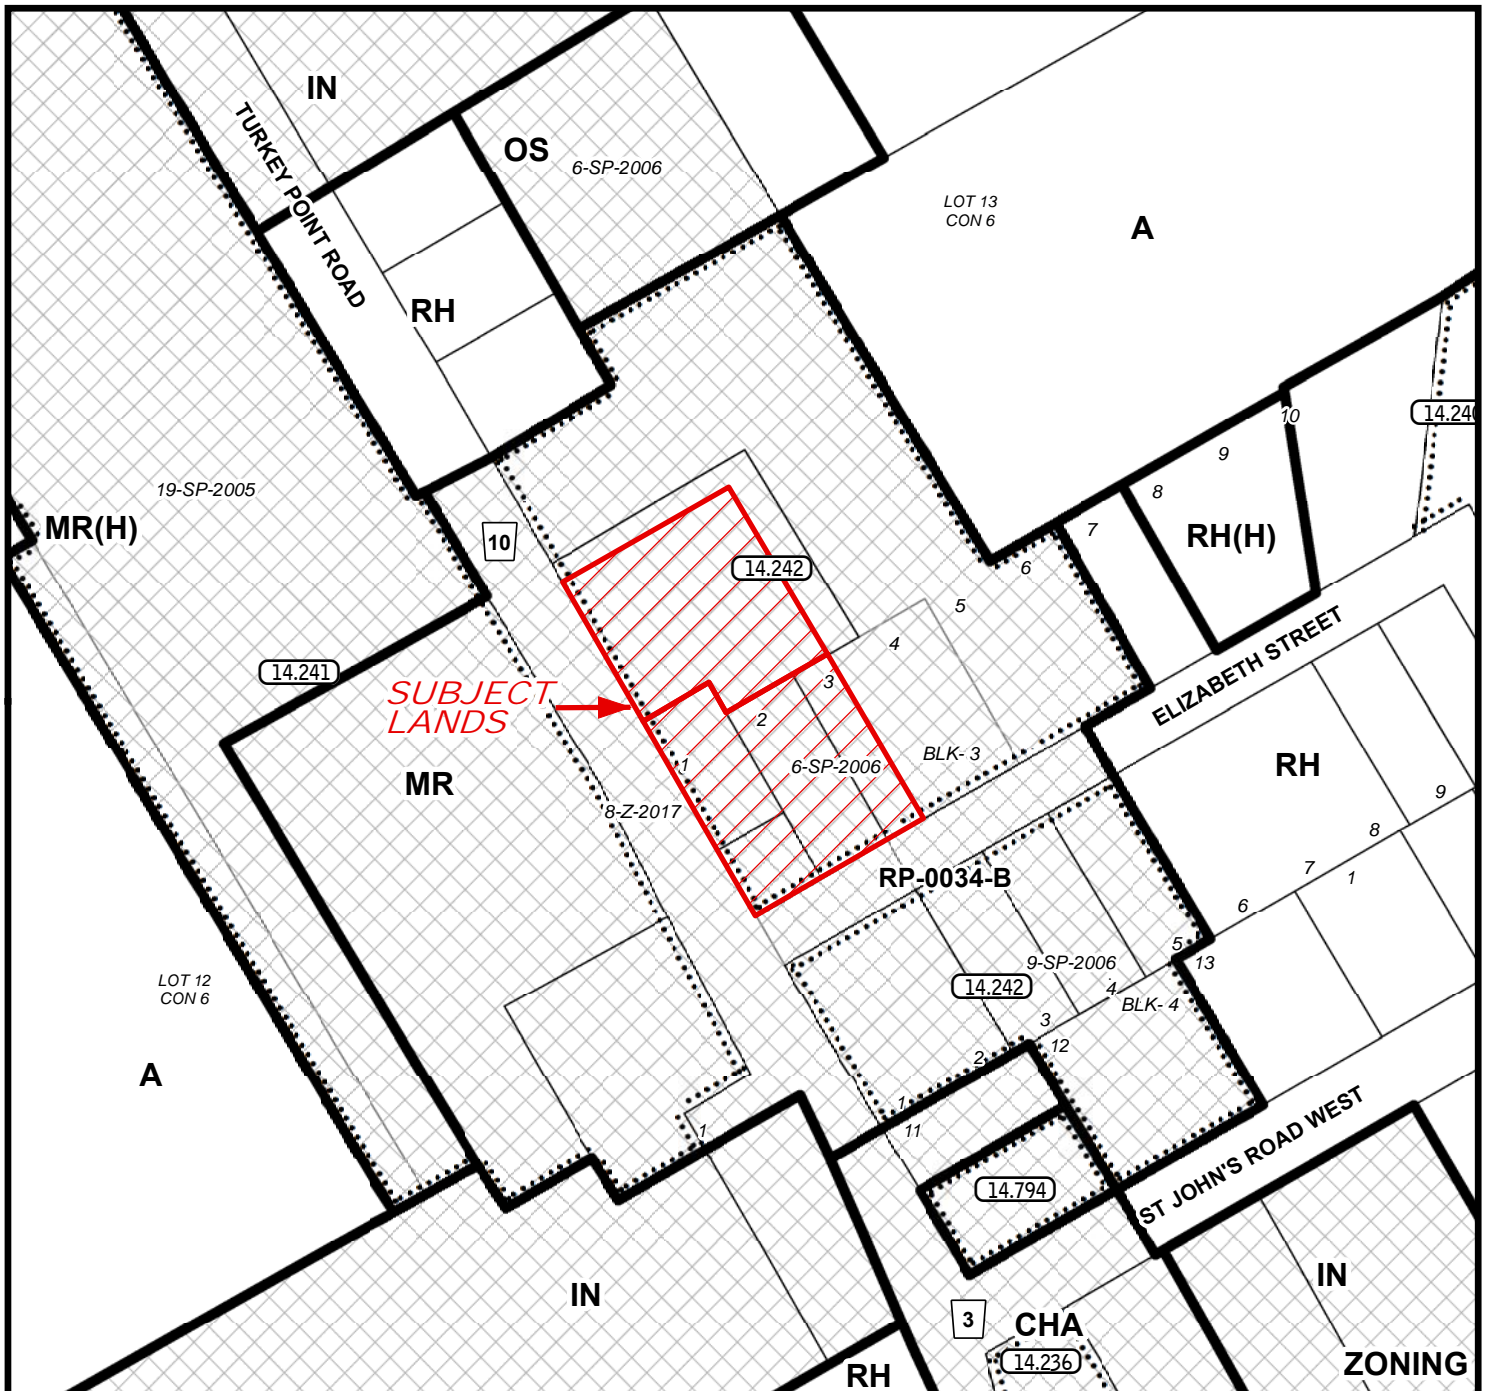 IN
TURKEY POINT ROAD
OS
6-SP-2006
LOT 13
CON 6
A
RH
10
9
14.240
8
19-SP-2005
MR(H)
7
RH(H)
10
6
14.242
5
ELIZABETH STREET
4
14.241
SUBJECT
LANDS
3
2
1
BLK- 3
6-SP-2006
RH
MR
9
8-Z-2017
8
RP-0034-B
7
1
6
5
9-SP-2006
13
LOT 12
CON 6
14.242
4
BLK- 4
3
12
2
A
1
11
1
ST JOHN'S ROAD WEST
14.794
IN
IN
3
CHA
14.236
ZONING
RH